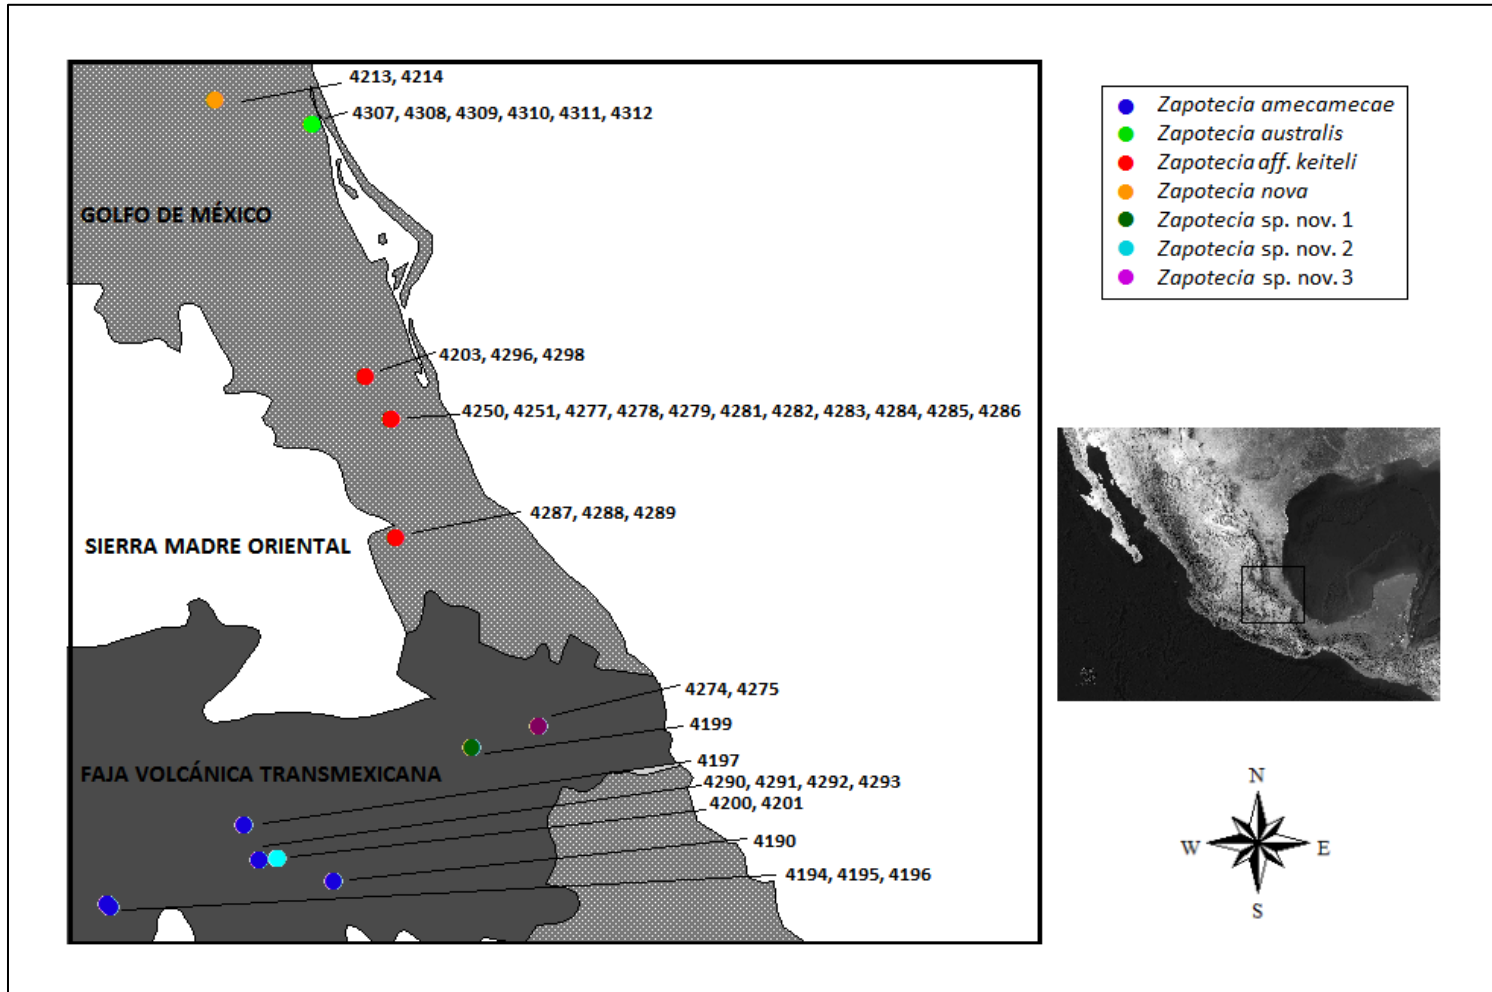 4213, 4214
4307, 4308, 4309, 4310, 4311, 4312
GOLFO DE MÉXICO
4203, 4296, 4298
4250, 4251, 4277, 4278, 4279, 4281, 4282, 4283, 4284, 4285, 4286
4287, 4288, 4289
SIERRA MADRE ORIENTAL
4274, 4275
4199
4197
FAJA VOLCÁNICA TRANSMEXICANA
4290, 4291, 4292, 4293
4200, 4201
4190
4194, 4195, 4196
Zapotecia amecamecae
Zapotecia australis
Zapotecia aff. keiteli
Zapotecia nova
Zapotecia sp. nov. 1
Zapotecia sp. nov. 2
Zapotecia sp. nov. 3
N
W E
S